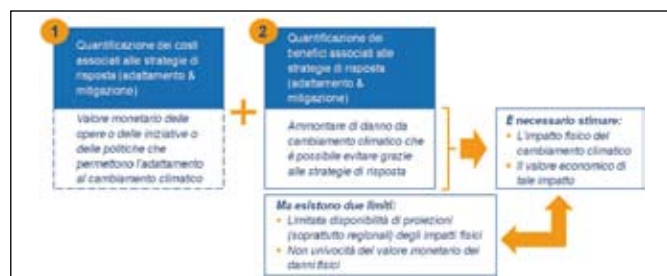 1
Quantificazione dei costi
associati alle strategie di
risposta (adattamento &
mitigazione)
Valore monetario delle
opere o delle iniziative o
delle politiche che
permettono l'adattamento
al cambiamento climatico
+
2
Quantificazione dei
benefici associati alle
strategie di risposta
(adattamento &
mitigazione)
Ammontare di danno da
cambiamento climatico che
è possibile evitare grazie
alle strategie di risposta
È necessario stimare:
• L'impatto fisico del
cambiamento climatico
• Il valore economico di
tale impatto
Ma esistono due limiti:
• Limitata disponibilità di proiezioni
(soprattutto regionali) degli impatti fisici
• Non univocità del valore monetario dei
danni fisici